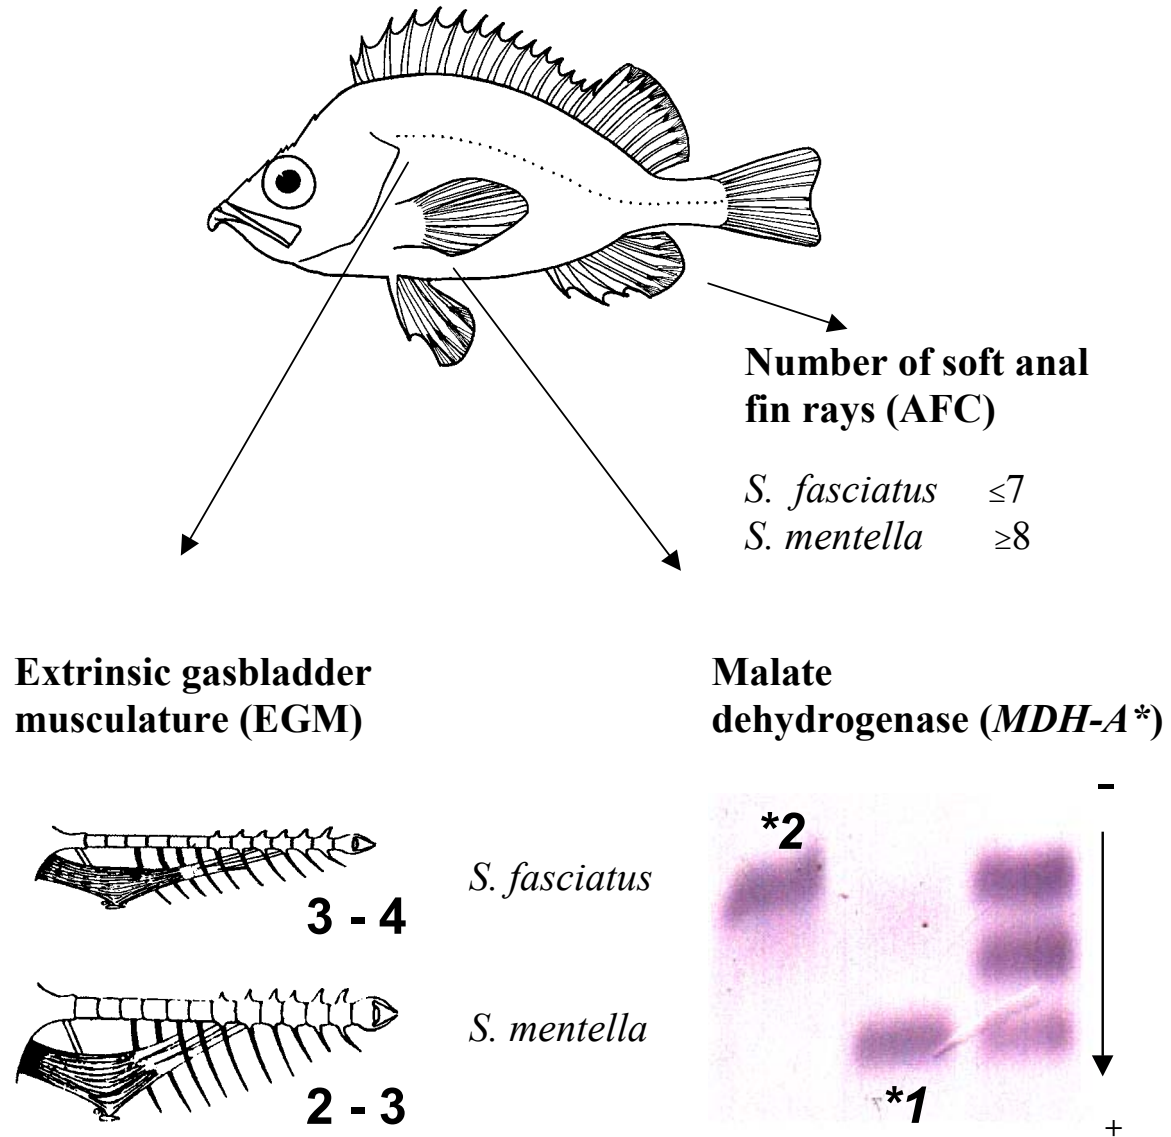 Number of soft anal
fin rays (AFC)
S. fasciatus ≤7
S. mentella ≥8
Extrinsic gasbladder
musculature (EGM)
Malate
dehydrogenase (MDH-A*)
-
*2
S. fasciatus
3 - 4
S. mentella
2 - 3
*1
+